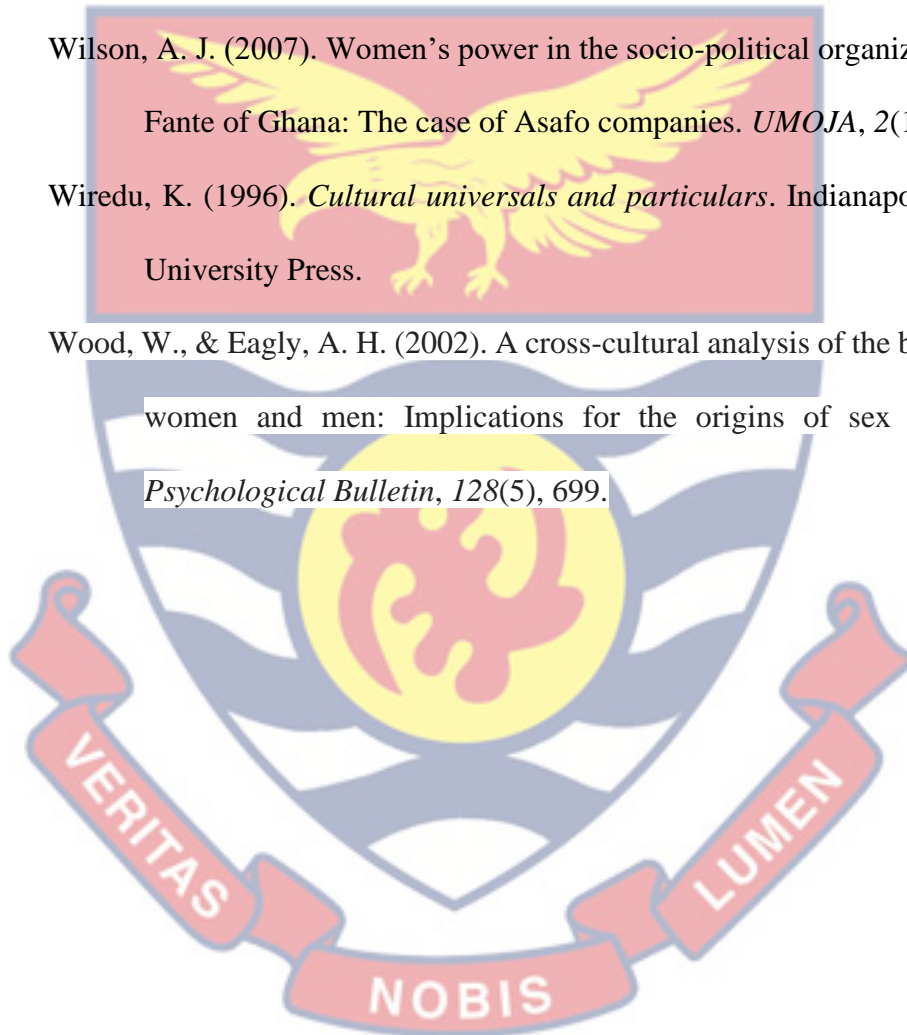 Wilson, A. J. (2007). Women’s power in the socio-political organiz
Fante of Ghana: The case of Asafo companies. UMOJA, 2(1
Wiredu, K. (1996). Cultural universals and particulars. Indianapo
University Press.
Wood, W., & Eagly, A. H. (2002). A cross-cultural analysis of the b
women and men: Implications for the origins of sex
Psychological Bulletin, 128(5), 699.
VERITAS
NOBIS
LUMEN